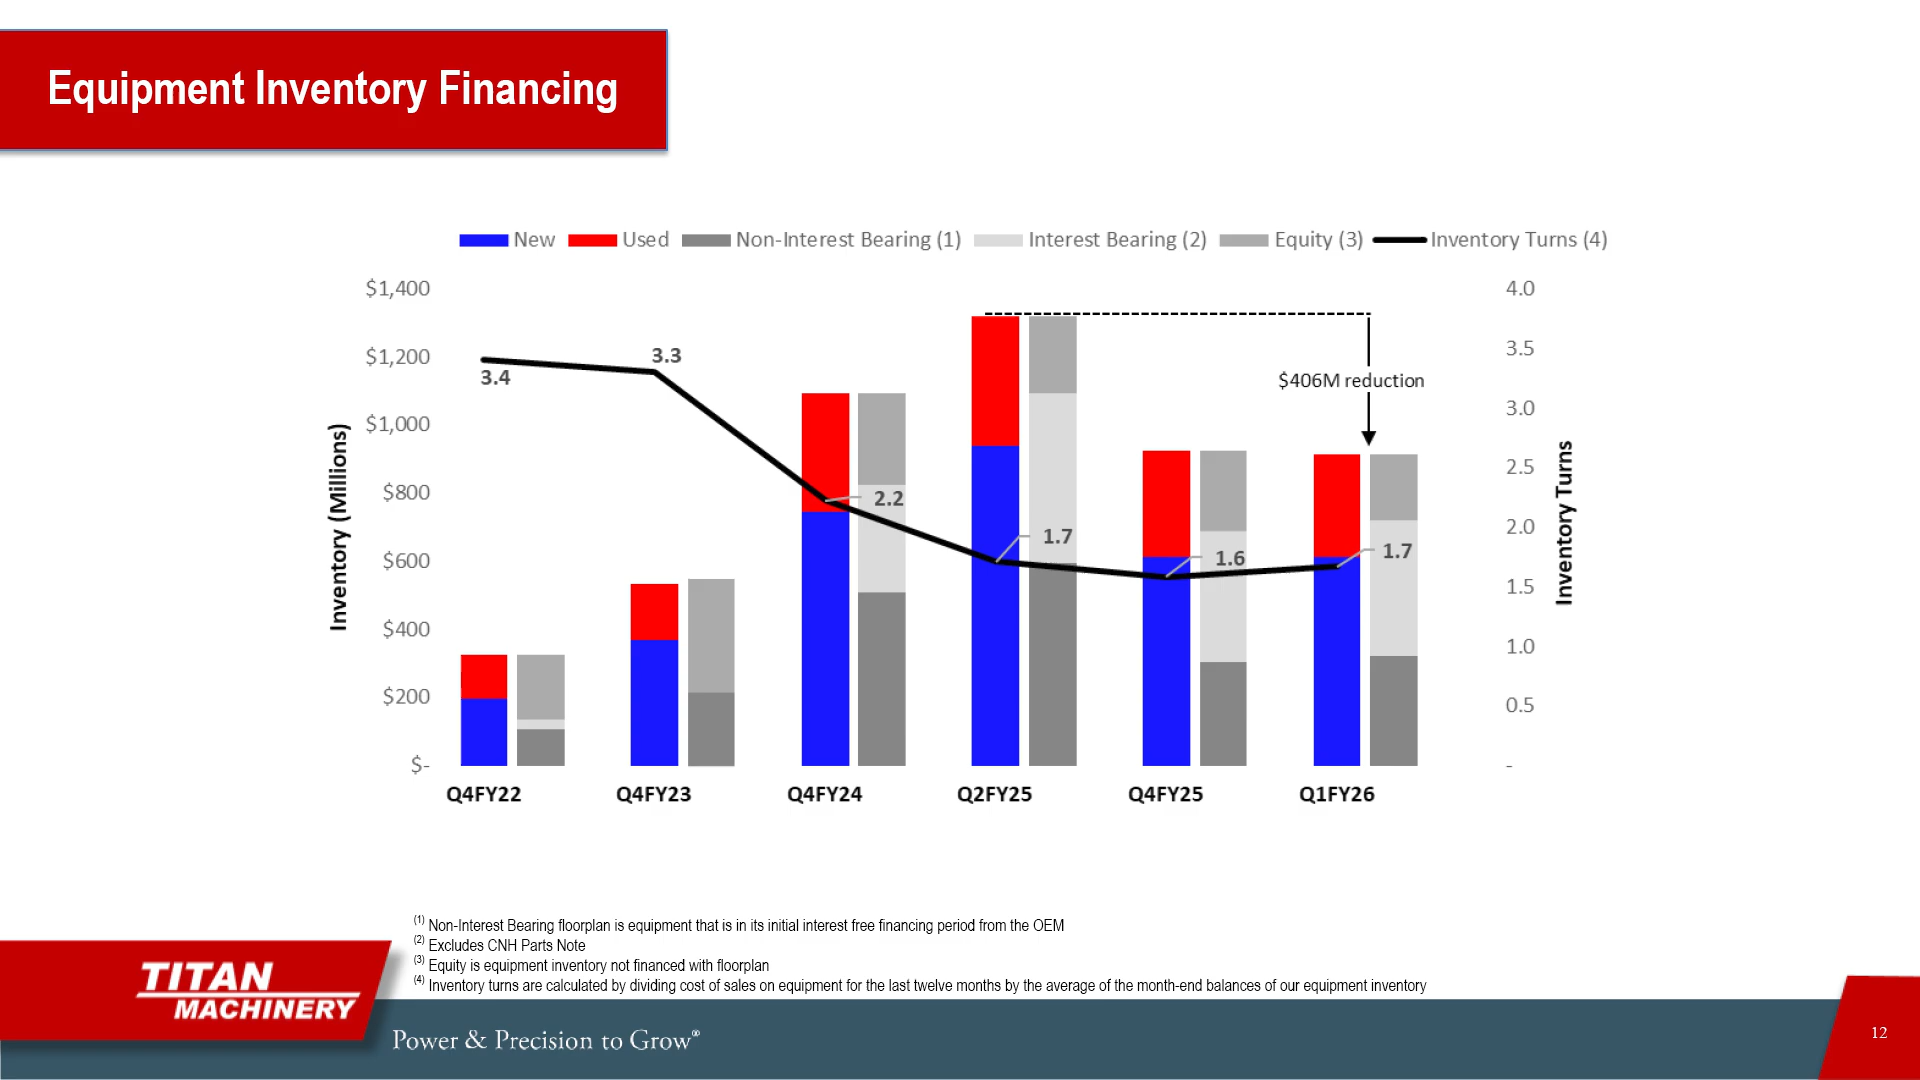 Equipment Inventory Financing
New Used Non-Interest Bearing (1) Interest Bearing (2) Equity (3) Inventory Turns (4)
$1,400
$1,200
$1,000
$800
$600
$400
$200
$-
Inventory (Millions)
3.4
3.3
2.2
1.7
1.6
1.7
$406M reduction
4.0
3.5
3.0
2.5
2.0
1.5
1.0
0.5
-
Inventory Turns
Q4FY22 Q4FY23 Q4FY24 Q2FY25 Q4FY25 Q1FY26
(1) Non-Interest Bearing floorplan is equipment that is in its initial interest free financing period from the OEM
(2) Excludes CNH Parts Note
(3) Equity is equipment inventory not financed with floorplan
(4) Inventory turns are calculated by dividing cost of sales on equipment for the last twelve months by the average of the month-end balances of our equipment inventory
TITAN
MACHINERY
Power & Precision to Grow®
12